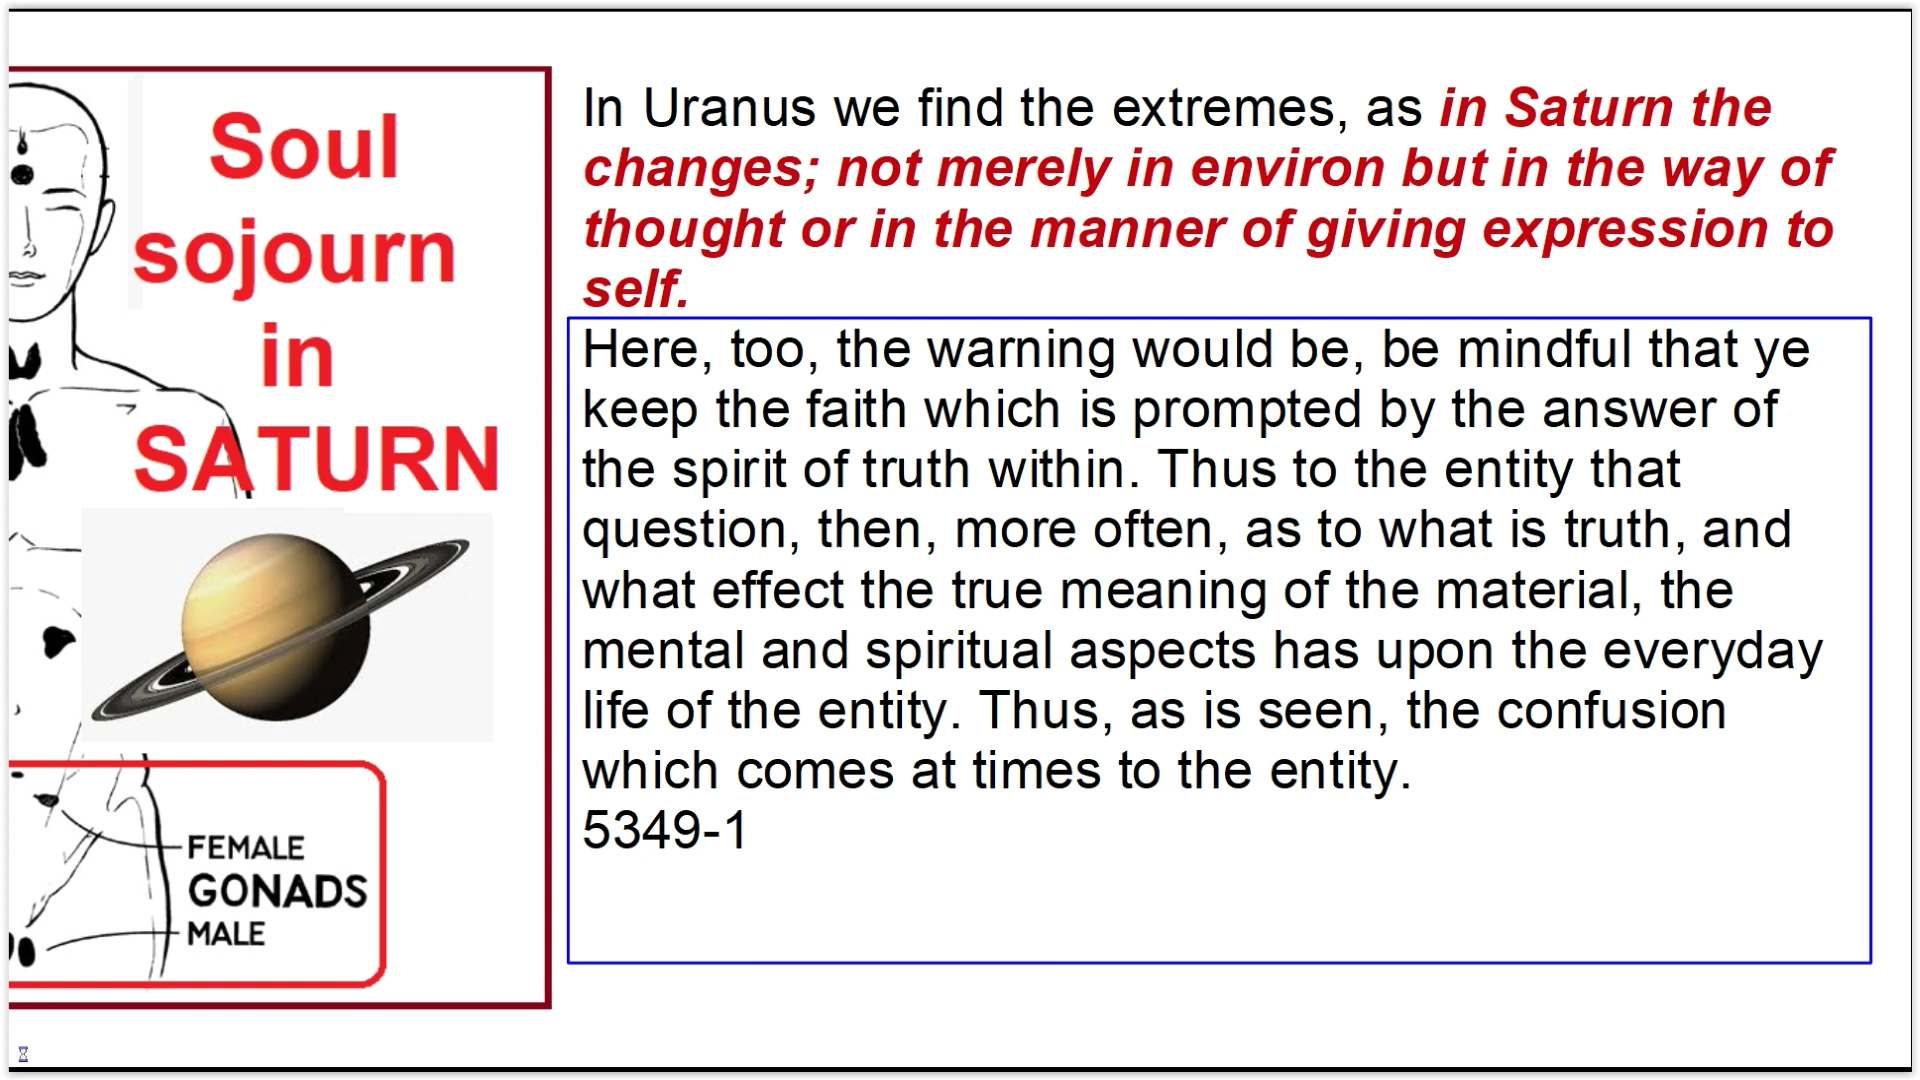 Soul
sojourn
in
SATURN
FEMALE
GONADS
MALE
In Uranus we find the extremes, as in Saturn the
changes; not merely in environ but in the way of
thought or in the manner of giving expression to
self.
Here, too, the warning would be, be mindful that ye
keep the faith which is prompted by the answer of
the spirit of truth within. Thus to the entity that
question, then, more often, as to what is truth, and
what effect the true meaning of the material, the
mental and spiritual aspects has upon the everyday
life of the entity. Thus, as is seen, the confusion
which comes at times to the entity.
5349-1